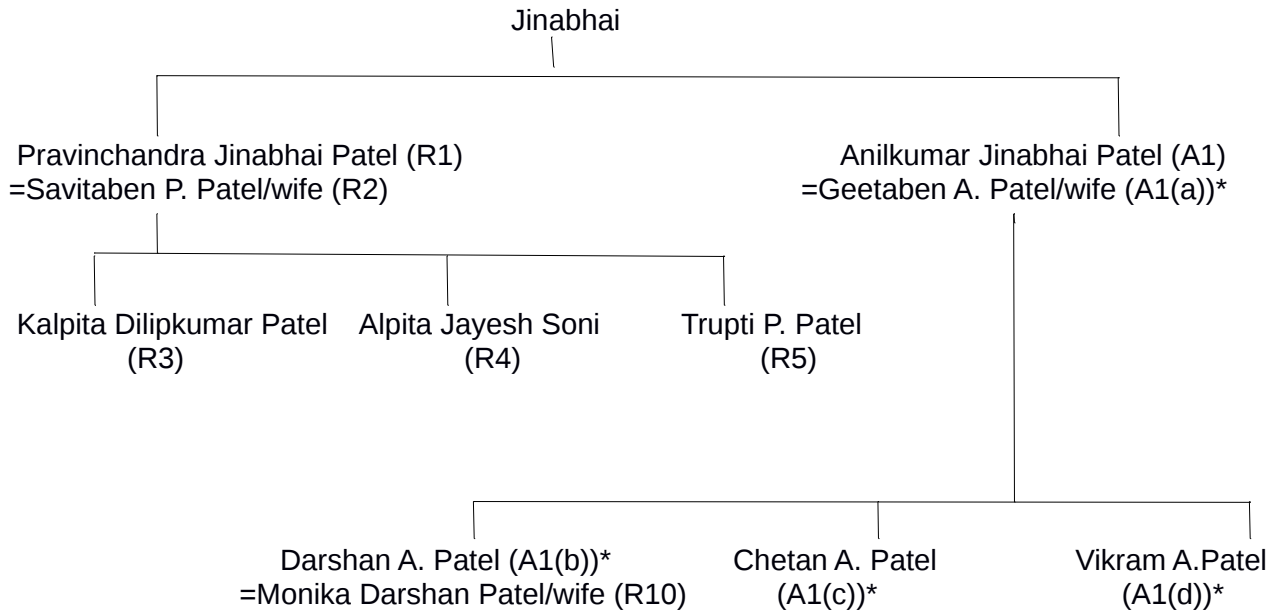 Jinabhai
Pravinchandra Jinabhai Patel (R1)
=Savitaben P. Patel/wife (R2)
Anilkumar Jinabhai Patel (A1)
=Geetaben A. Patel/wife (A1(a))*
Kalpita Dilipkumar Patel
(R3)
Alpita Jayesh Soni
(R4)
Trupti P. Patel
(R5)
Darshan A. Patel (A1(b))*
=Monika Darshan Patel/wife (R10)
Chetan A. Patel
(A1(c))*
Vikram A.Patel
(A1(d))*